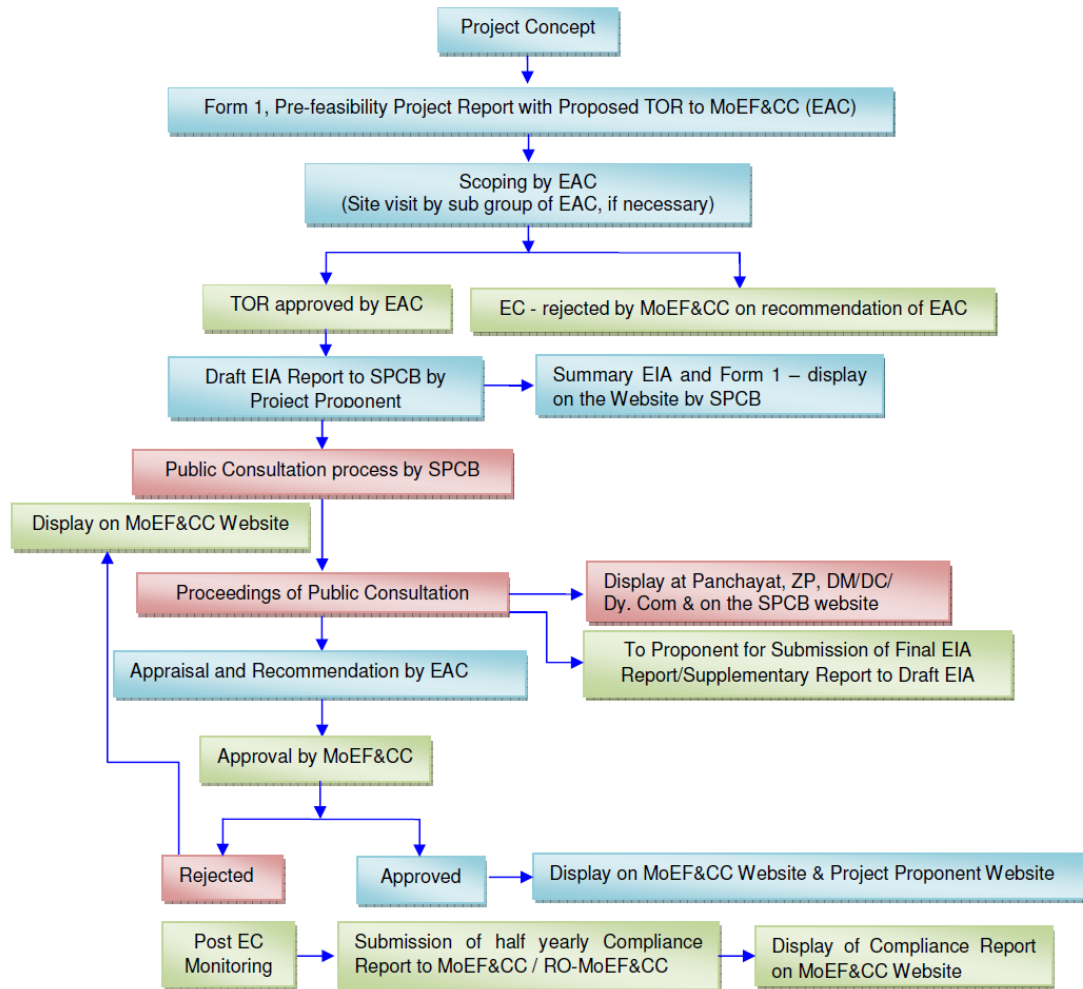 Project Concept
Form 1, Pre-feasibility Project Report with Proposed TOR to MoEF&CC (EAC)
Scoping by EAC
(Site visit by sub group of EAC, if necessary)
TOR approved by EAC
EC - rejected by MoEF&CC on recommendation of EAC
Draft EIA Report to SPCB by
Project Proponent
Summary EIA and Form 1 – display
on the Website by SPCB
Public Consultation process by SPCB
Display on MoEF&CC Website
Proceedings of Public Consultation
Display at Panchayat, ZP, DM/DC/
Dy. Com & on the SPCB website
To Proponent for Submission of Final EIA
Report/Supplementary Report to Draft EIA
Appraisal and Recommendation by EAC
Approval by MoEF&CC
Rejected
Approved
Display on MoEF&CC Website & Project Proponent Website
Post EC
Monitoring
Submission of half yearly Compliance
Report to MoEF&CC / RO-MoEF&CC
Display of Compliance Report
on MoEF&CC Website